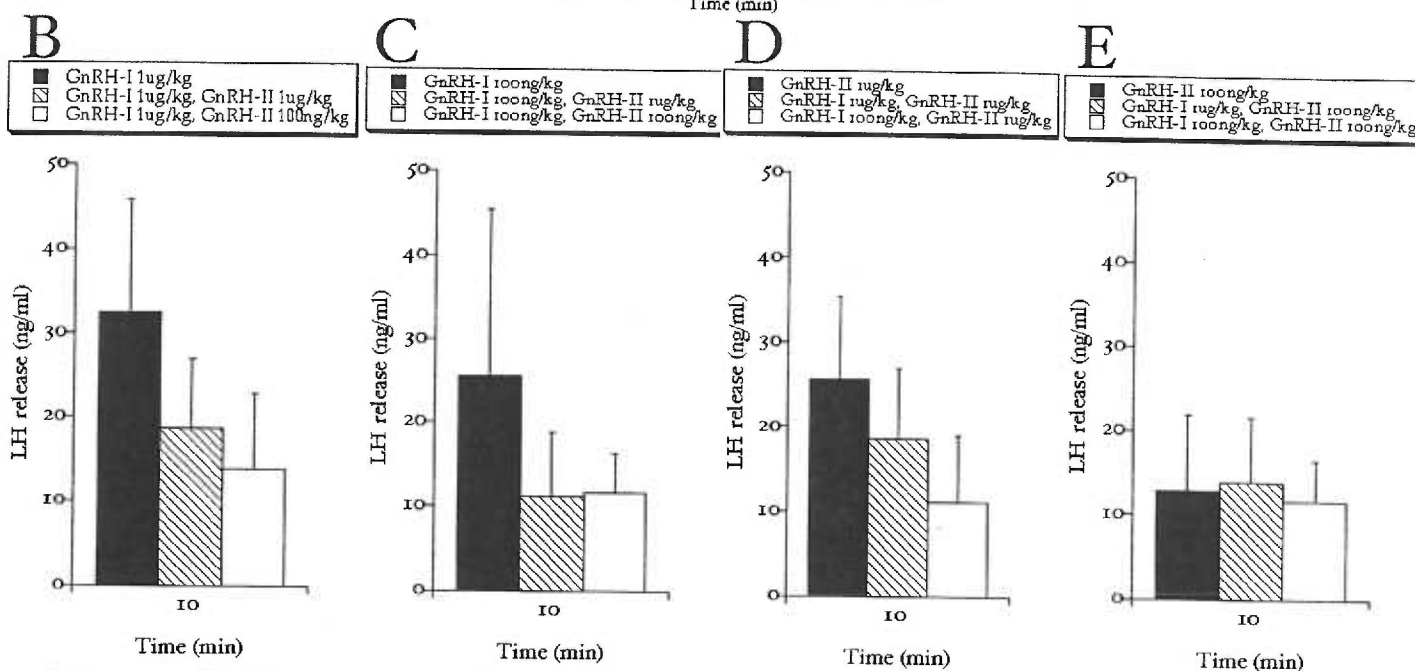 Time (min)
B
GnRH-I 1ug/kg
GnRH-I 1ug/kg, GnRH-II 1ug/kg
GnRH-I 1ug/kg, GnRH-II 100ng/kg
50
40
30
20
10
0
LH release (ng/ml)
10
Time (min)
C
GnRH-I 100ng/kg
GnRH-I 100ng/kg, GnRH-II 1ug/kg
GnRH-I 100ng/kg, GnRH-II 100ng/kg
50
40
30
20
10
0
LH release (ng/ml)
10
Time (min)
D
GnRH-II 1ug/kg
GnRH-I 1ug/kg, GnRH-II 1ug/kg
GnRH-I 100ng/kg, GnRH-II 1ug/kg
50
40
30
20
10
0
LH release (ng/ml)
10
Time (min)
E
GnRH-II 100ng/kg
GnRH-I 1ug/kg, GnRH-II 100ng/kg
GnRH-I 100ng/kg, GnRH-II 100ng/kg
50
40
30
20
10
0
LH release (ng/ml)
10
Time (min)